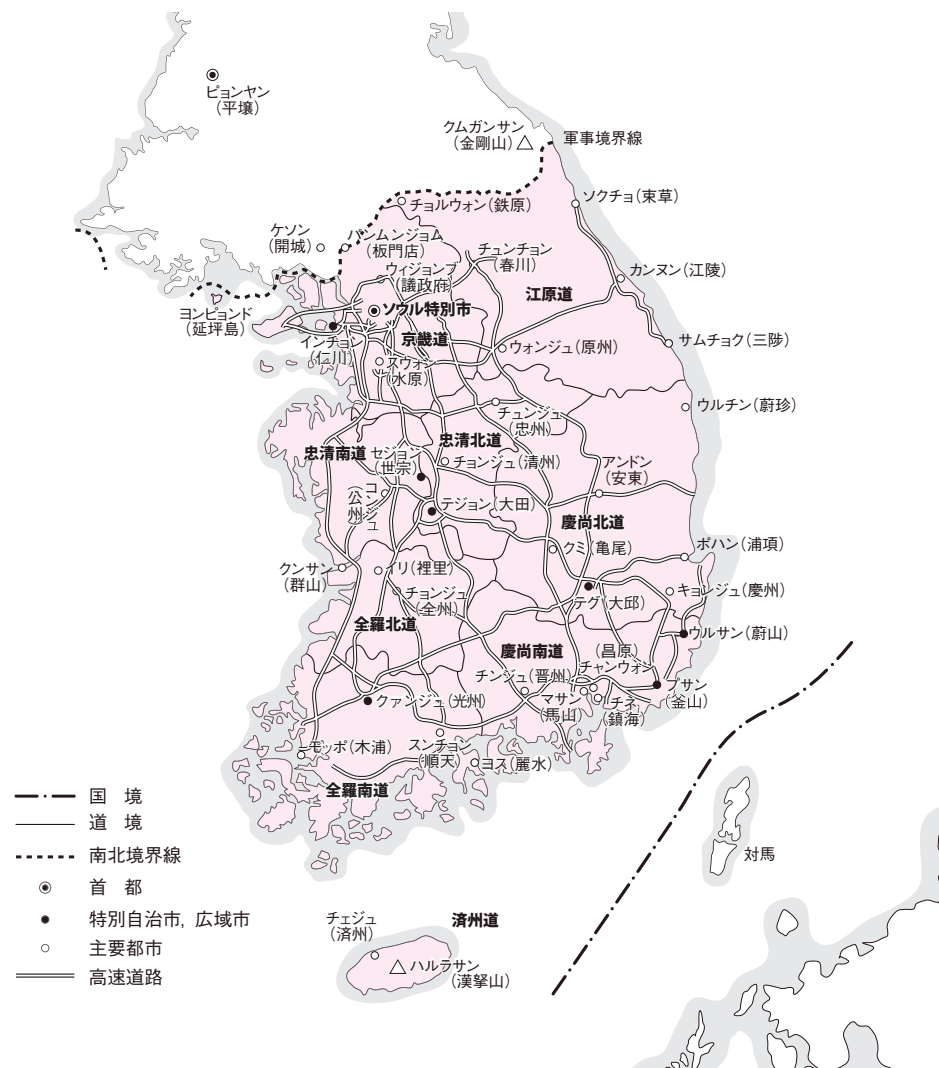 ピョンヤン
（平壌）
クムガンサン
（金剛山）
軍事境界線
ソクチョ（束草）
チョルウォン（鉄原）
ケソン
（開城）
パンムンジョム
（板門店）
チュンチョン
（春川）
カンヌン（江陵）
ウィジョンブ
（議政府）
江原道
ヨンピョンド
（延坪島）
ソウル特別市
インチョン
（仁川）
京畿道
サムチョク（三陟）
ウォンジュ（原州）
スウォン
（水原）
ウルチン（蔚珍）
チュンジュ
（忠州）
忠清南道
セジョン
（世宗）
忠清北道
チョンジュ（清州）
アンドン
（安東）
コンジュ
（公州）
テジョン（大田）
慶尚北道
クミ（亀尾）
ポハン（浦項）
クンサン
（群山）
イリ（裡里）
チョンジュ
（全州）
テグ（大邱）
キョンジュ（慶州）
全羅北道
慶尚南道
ウルサン（蔚山）
（昌原）
チャンウォン
チンジュ（晋州）
マサン
（馬山）
チネ
（鎮海）
プサン
（釜山）
クァンジュ（光州）
モッポ（木浦）
スンチョン
（順天）
ヨス（麗水）
全羅南道
対馬
チェジュ
（済州）
済州道
ハルラサン
（漢拏山）
国　境
道　境
南北境界線
首　都
特別自治市，広域市
主要都市
高速道路